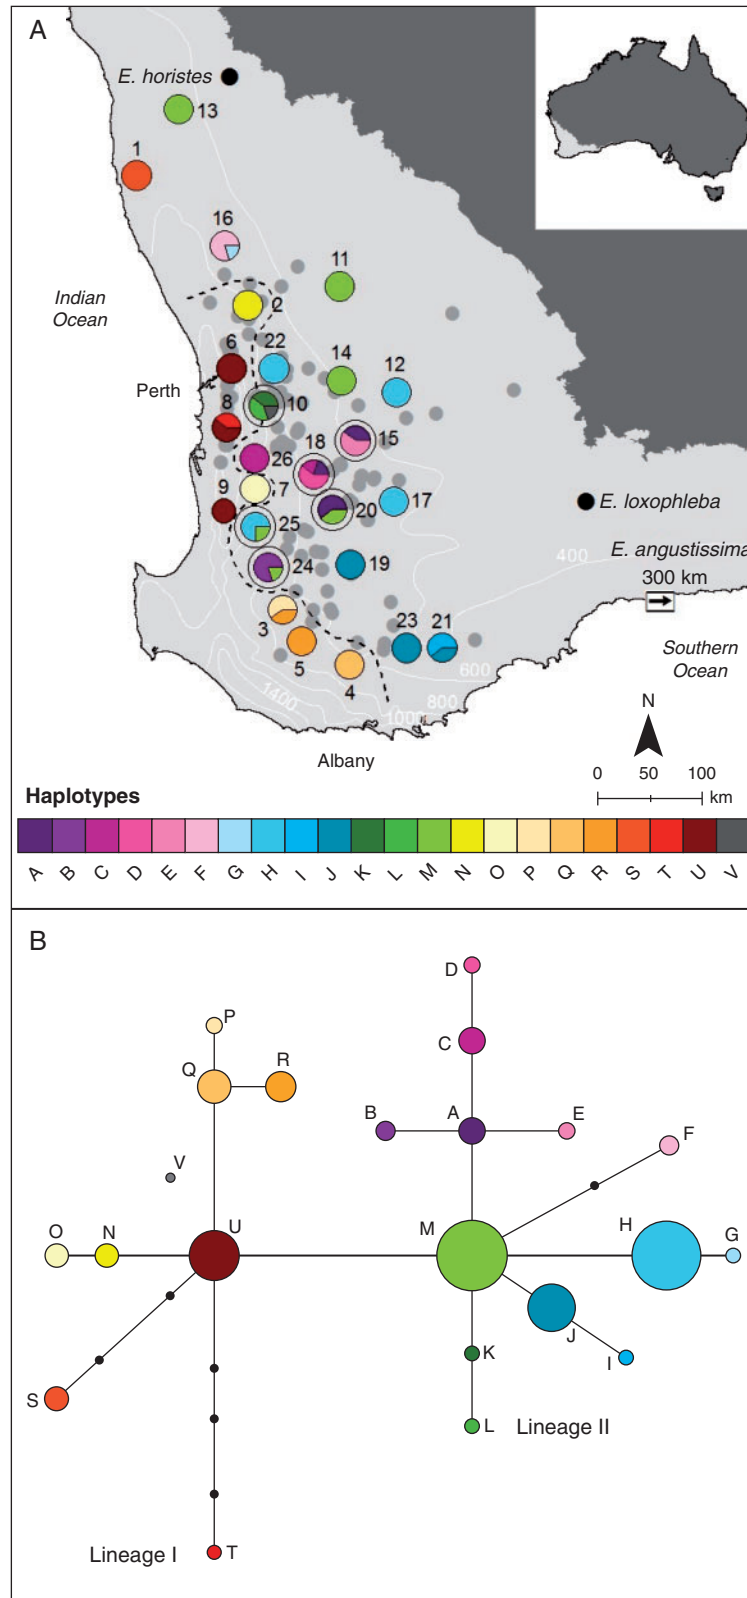 A
E. horistes
13
1
16
11
Indian
Ocean
2
6
22
14
12
Perth
8
10
15
18
26
9
7
17
20
25
E. loxophleba
24
19
400
E. angustissima
300 km
3
23
21
5
4
Southern
Ocean
600
800
1400
1000
N
Albany
0 50 100
km
Haplotypes
A B C D E F G H I J K L M N O P Q R S T U V
B
D
P
C
Q R
B A E
F
V
O N U M H G
J
K I
S
L Lineage II
Lineage I T